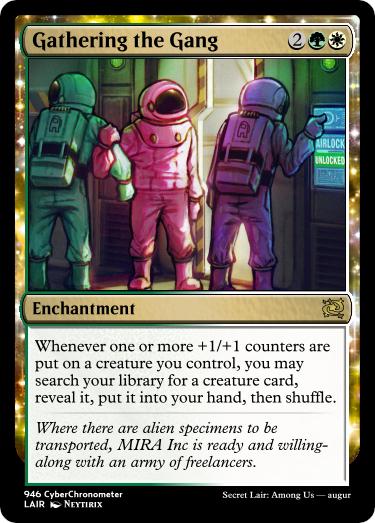 Gathering the Gang 2
AIRLOCK
UNLOCKED
Enchantment
Whenever one or more +1/+1 counters are
put on a creature you control, you may
search your library for a creature card,
reveal it, put it into your hand, then shuffle.
Where there are alien specimens to be
transported, MIRA Inc is ready and willing-
along with an army of freelancers.
946 CyberChronometer
LAIR Neytirix
Secret Lair: Among Us — augur